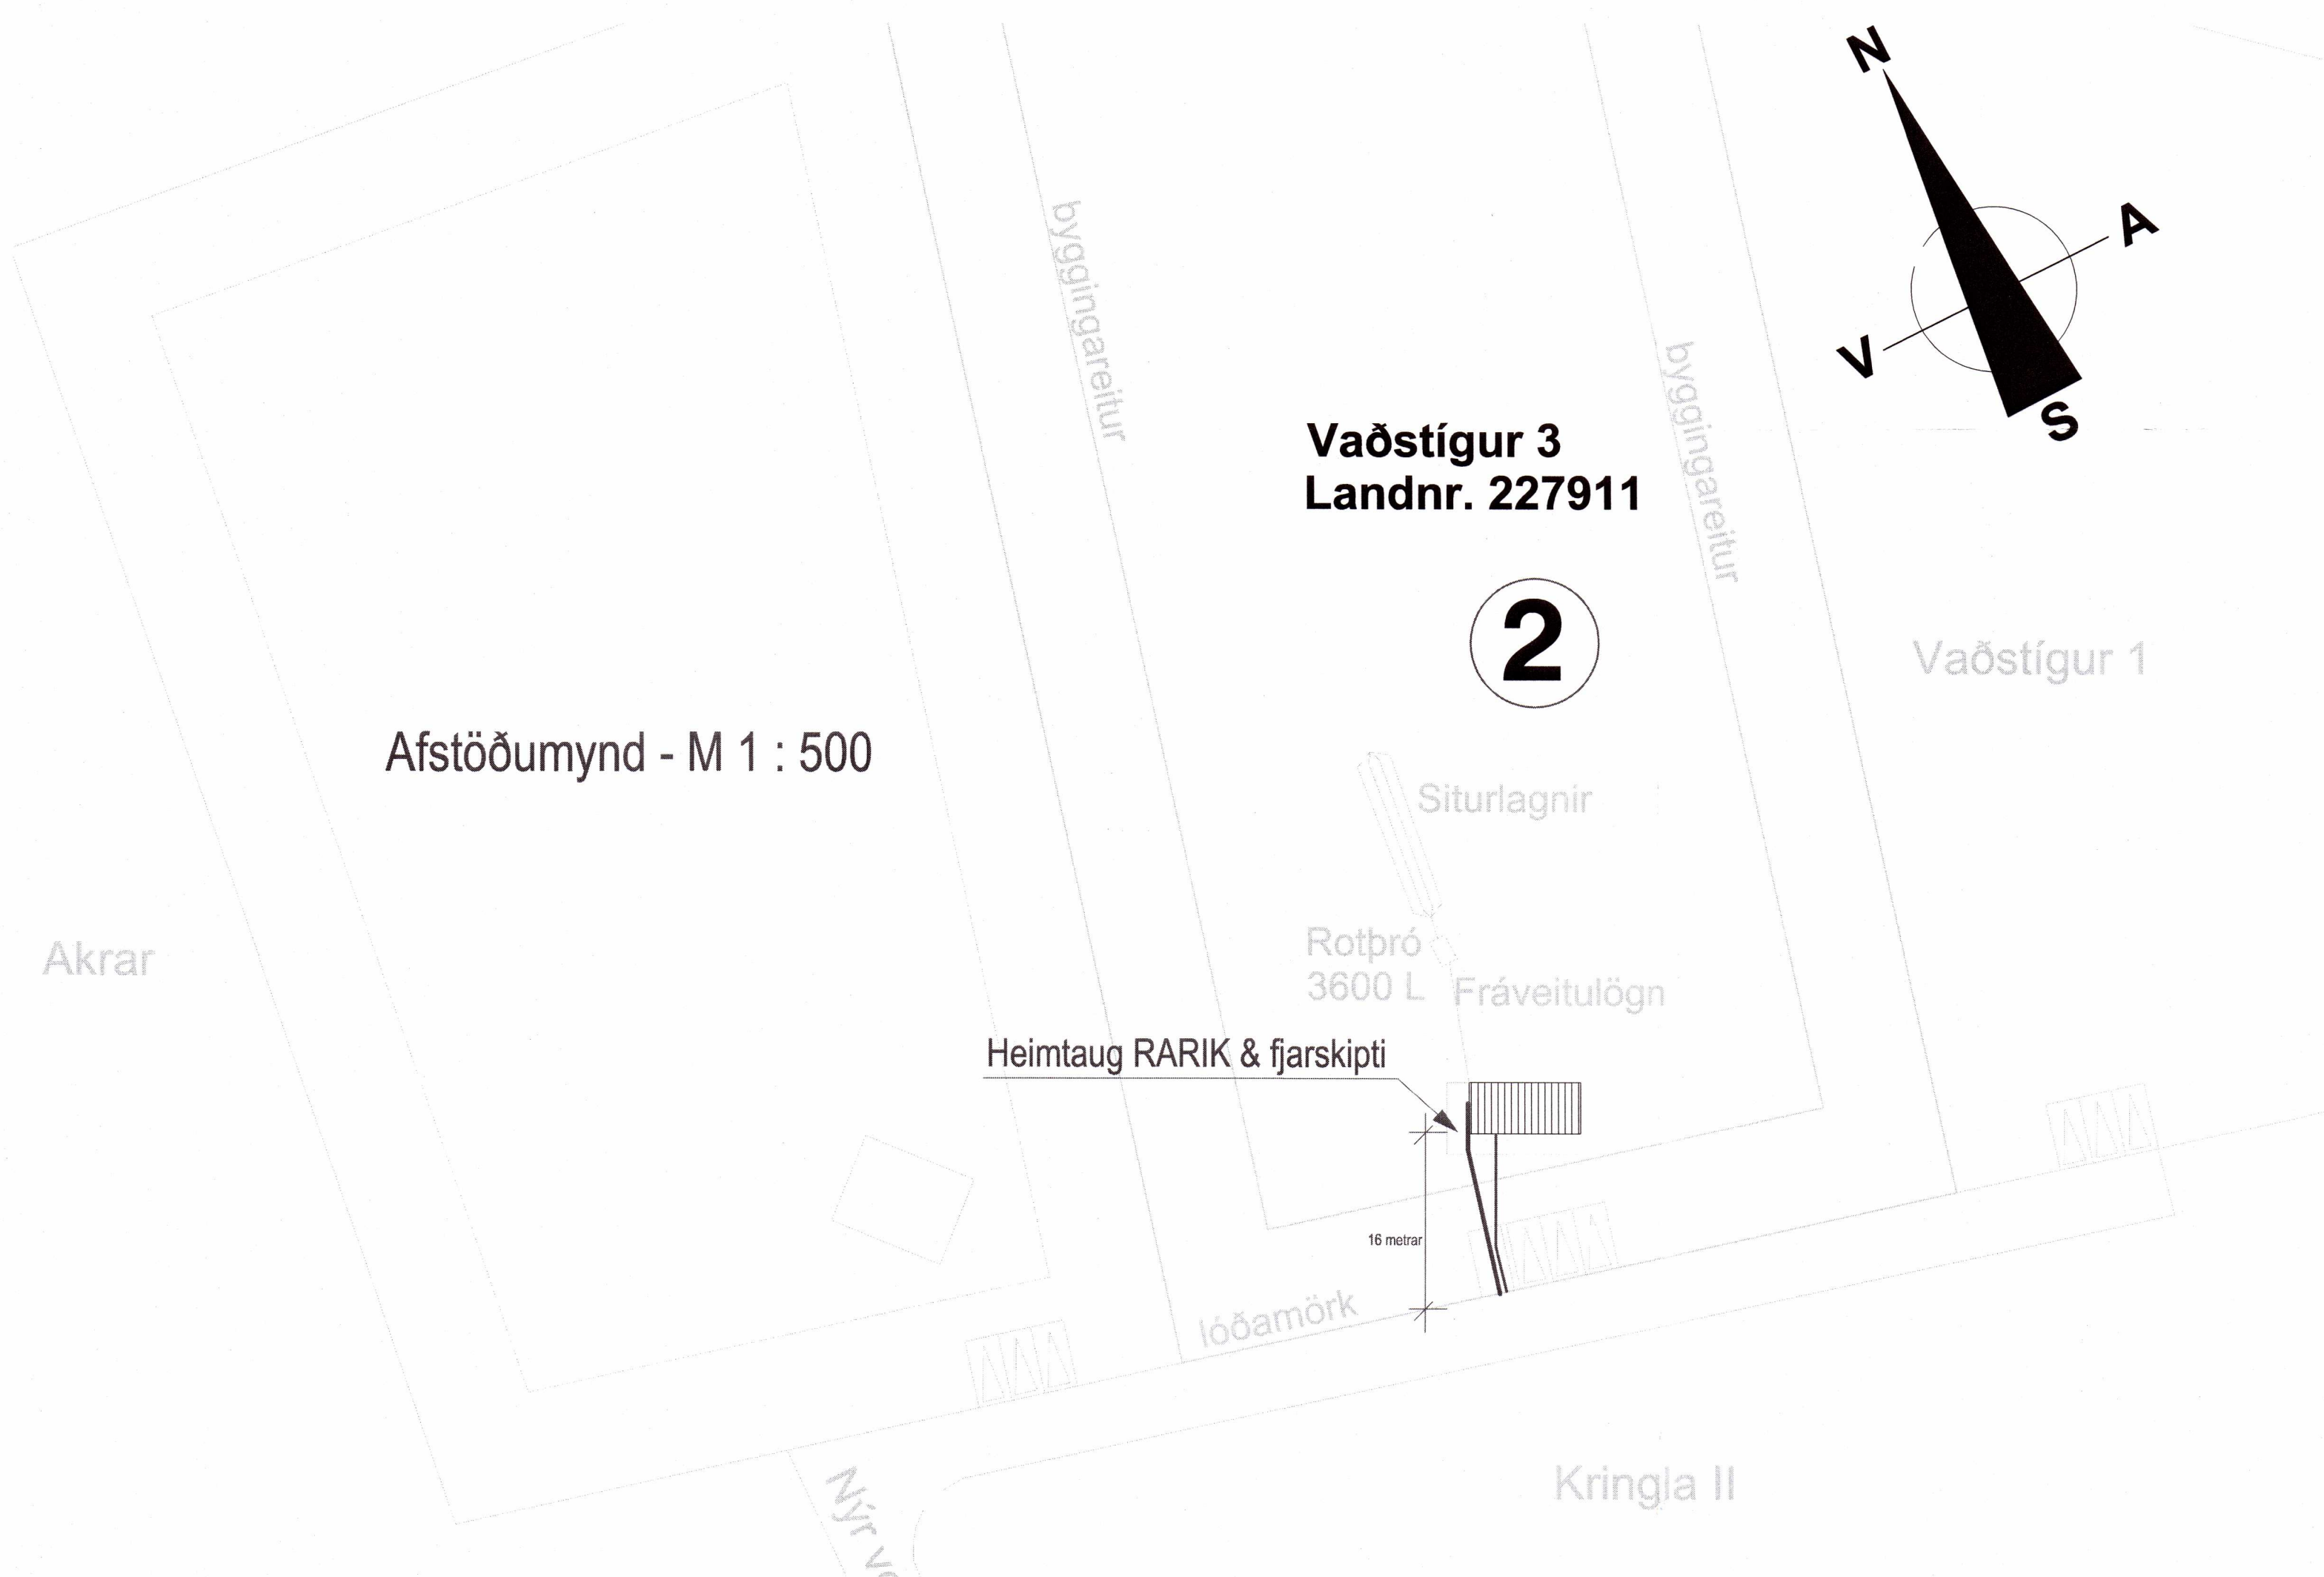 N
A
V
S
byggingareitur
byggingareitur
Vaðstígur 3
Landnr. 227911
2
Vaðstígur 1
Afstöðumynd - M 1 : 500
Siturlagnir
Akrar
Rotþró
3600 L
Fráveitulögn
Heimtaug RARIK & fjarskipti
16 metrar
lóðamörk
Kringla II
Nýr